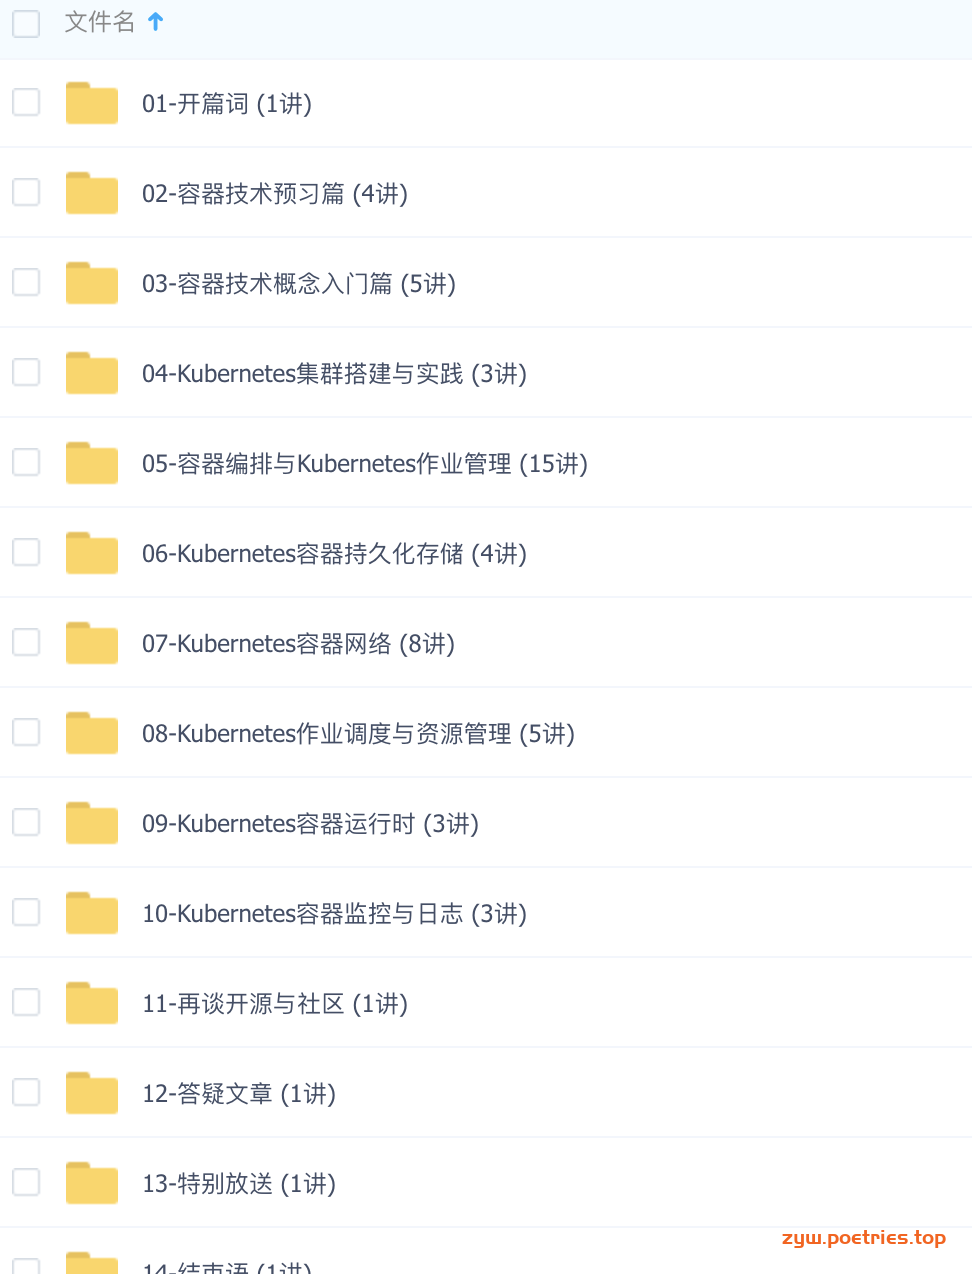 文件名
01-开篇词 (1讲)
02-容器技术预习篇 (4讲)
03-容器技术概念入门篇 (5讲)
04-Kubernetes集群搭建与实践 (3讲)
05-容器编排与Kubernetes作业管理 (15讲)
06-Kubernetes容器持久化存储 (4讲)
07-Kubernetes容器网络 (8讲)
08-Kubernetes作业调度与资源管理 (5讲)
09-Kubernetes容器运行时 (3讲)
10-Kubernetes容器监控与日志 (3讲)
11-再谈开源与社区 (1讲)
12-答疑文章 (1讲)
13-特别放送 (1讲)
zyw.poetries.top
14-结束语 (1讲)